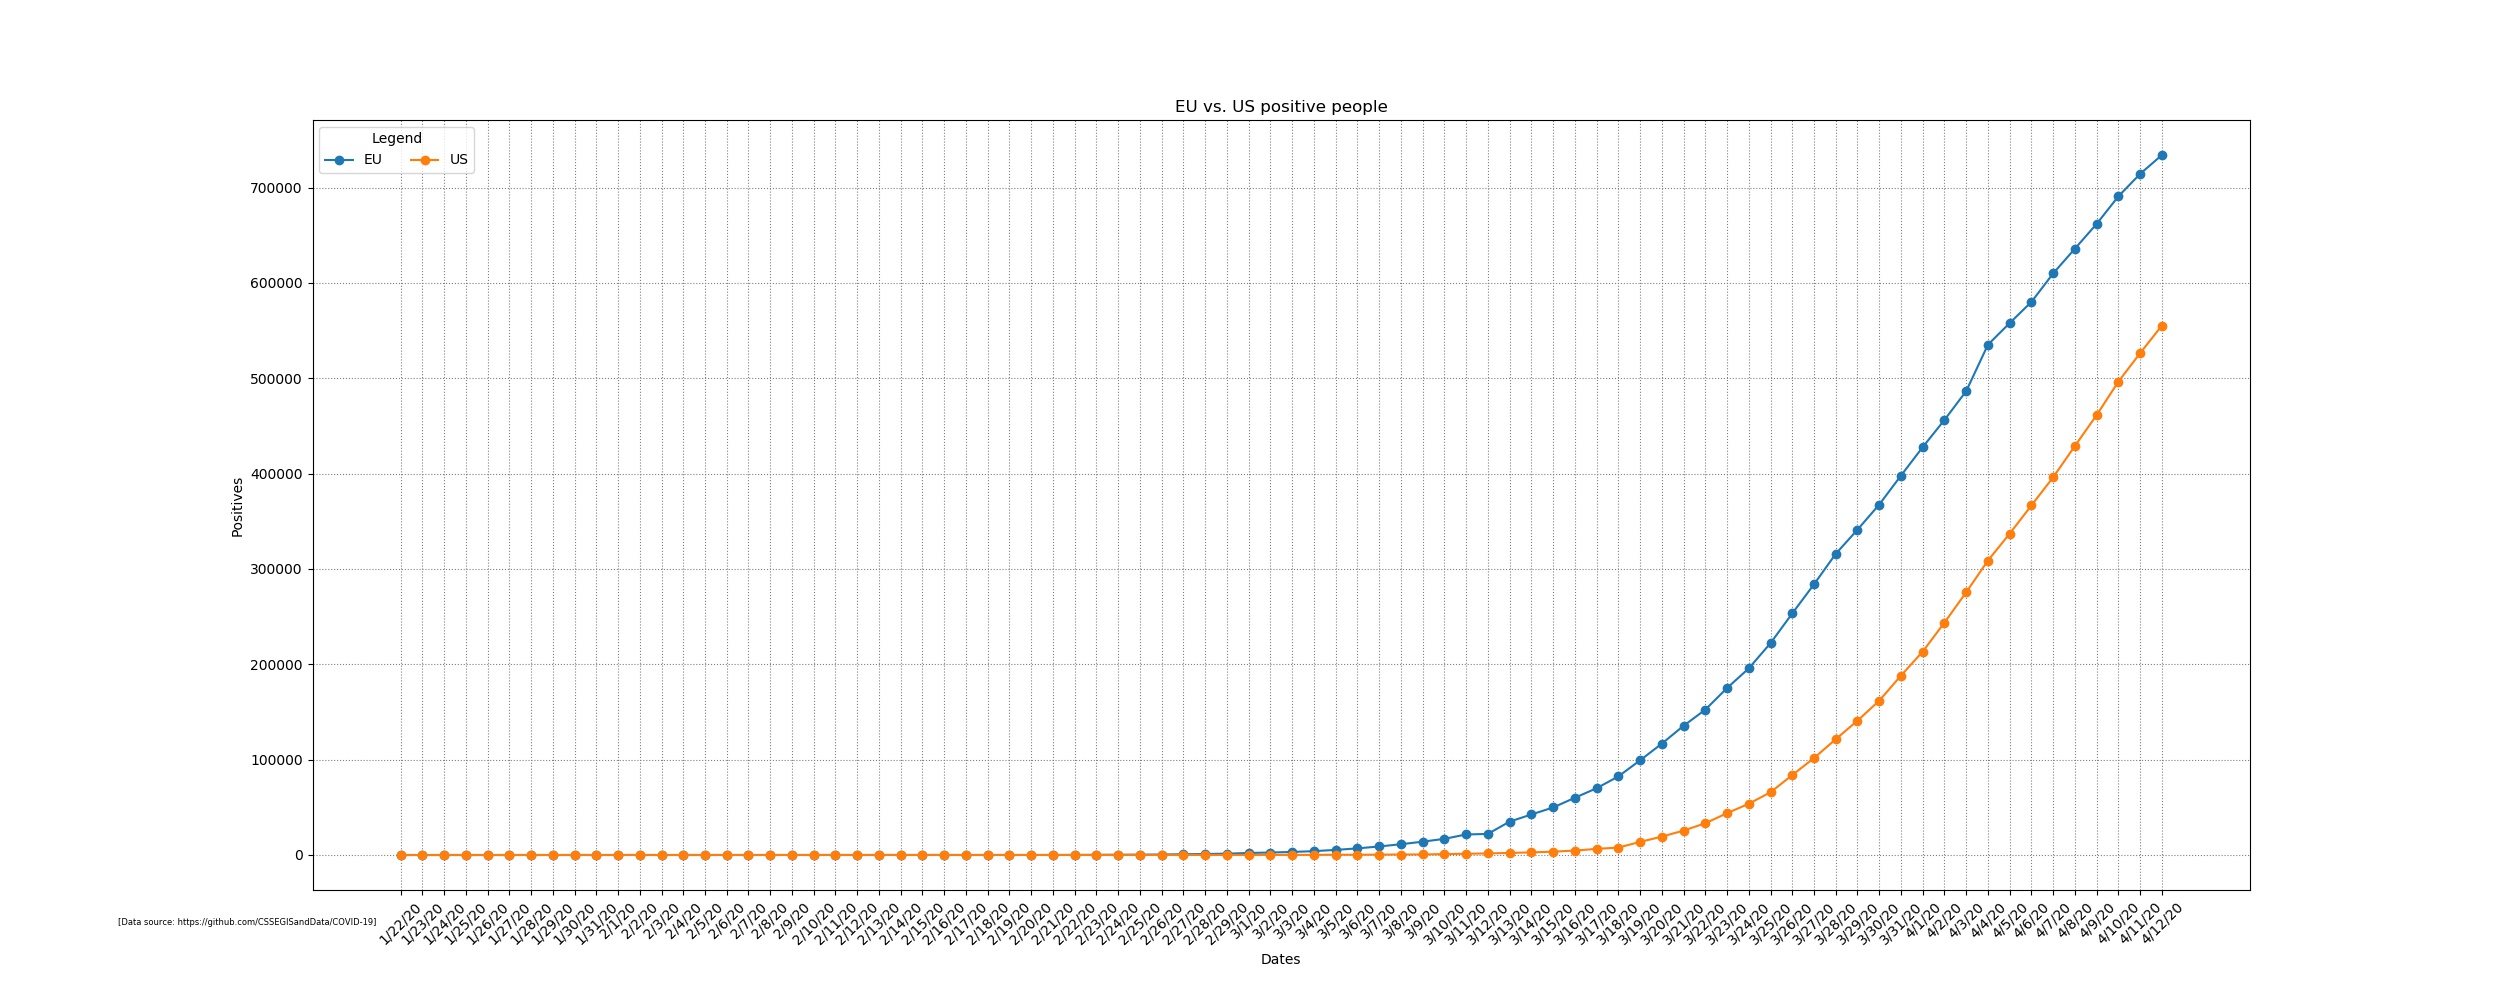 EU vs. US positive people
Legend
EU US
700000
600000
500000
400000
300000
200000
100000
0
Positives
1/22/20 1/23/20 1/24/20 1/25/20 1/26/20 1/27/20 1/28/20 1/29/20 1/30/20 1/31/20 2/1/20 2/2/20 2/3/20 2/4/20 2/5/20 2/6/20 2/7/20 2/8/20 2/9/20 2/10/20 2/11/20 2/12/20 2/13/20 2/14/20 2/15/20 2/16/20 2/17/20 2/18/20 2/19/20 2/20/20 2/21/20 2/22/20 2/23/20 2/24/20 2/25/20 2/26/20 2/27/20 2/28/20 2/29/20 3/1/20 3/2/20 3/3/20 3/4/20 3/5/20 3/6/20 3/7/20 3/8/20 3/9/20 3/10/20 3/11/20 3/12/20 3/13/20 3/14/20 3/15/20 3/16/20 3/17/20 3/18/20 3/19/20 3/20/20 3/21/20 3/22/20 3/23/20 3/24/20 3/25/20 3/26/20 3/27/20 3/28/20 3/29/20 3/30/20 3/31/20 4/1/20 4/2/20 4/3/20 4/4/20 4/5/20 4/6/20 4/7/20 4/8/20 4/9/20 4/10/20 4/11/20 4/12/20
[Data source: https://github.com/CSSEGISandData/COVID-19]
Dates